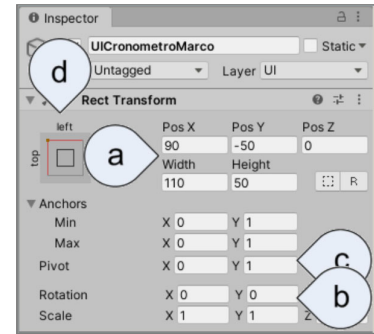 Inspector
UICronometroMarco Static
Untagged Layer UI
d
Rect Transform
left
top
a
Pos X Pos Y Pos Z
90 -50 0
Width Height
110 50
R
Anchors
Min X 0 Y 1
Max X 0 Y 1
Pivot X 0 Y 1
c
Rotation X 0 Y 0
b
Scale X 1 Y 1 Z